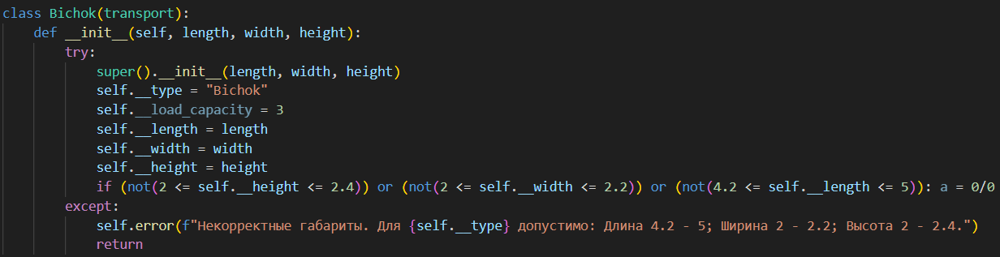 class Bichok(transport):
    def __init__(self, length, width, height):
        try:
            super().__init__(length, width, height)
            self.__type = "Bichok"
            self.__load_capacity = 3
            self.__length = length
            self.__width = width
            self.__height = height
            if (not(2 <= self.__height <= 2.4)) or (not(2 <= self.__width <= 2.2)) or (not(4.2 <= self.__length <= 5)): a = 0/0
        except:
            self.error(f"Некорректные габариты. Для {self.__type} допустимо: Длина 4.2 - 5; Ширина 2 - 2.2; Высота 2 - 2.4.")
            return